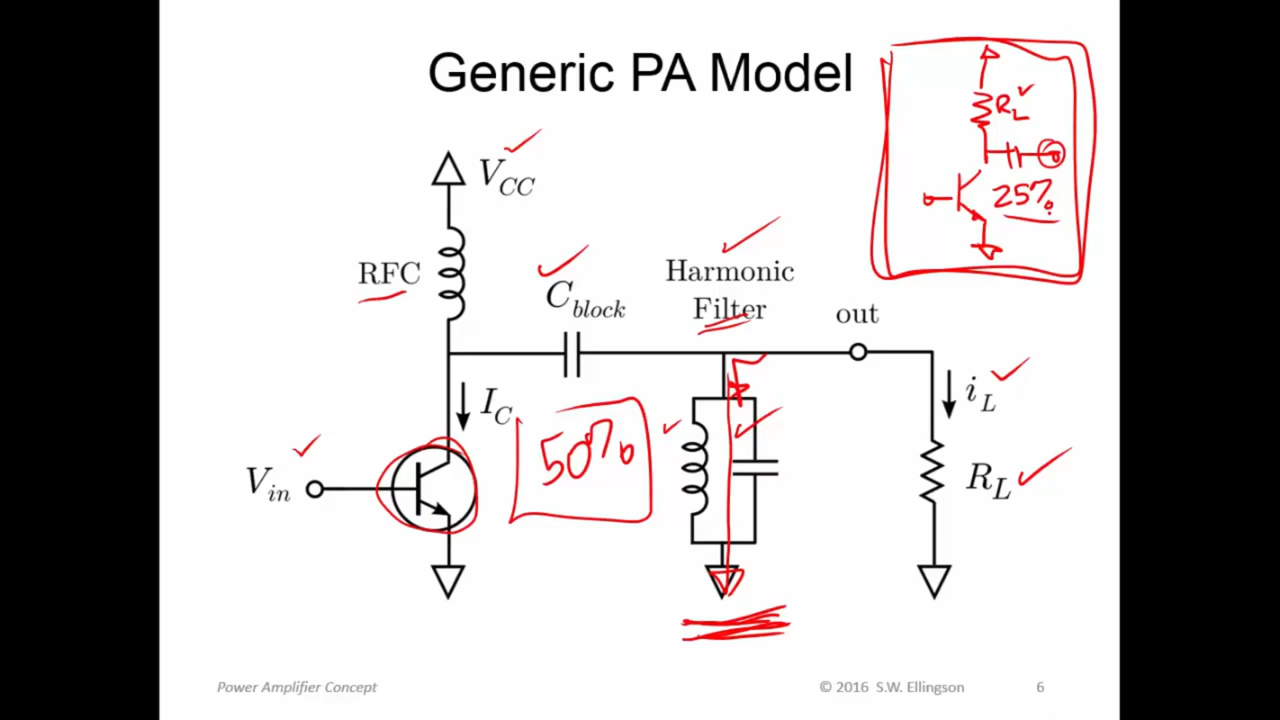 Generic PA Model
R_L
25%
V_CC
RFC
C_block
Harmonic
Filter
out
I_C
i_L
50%
V_in
R_L
Power Amplifier Concept
© 2016 S.W. Ellingson
6